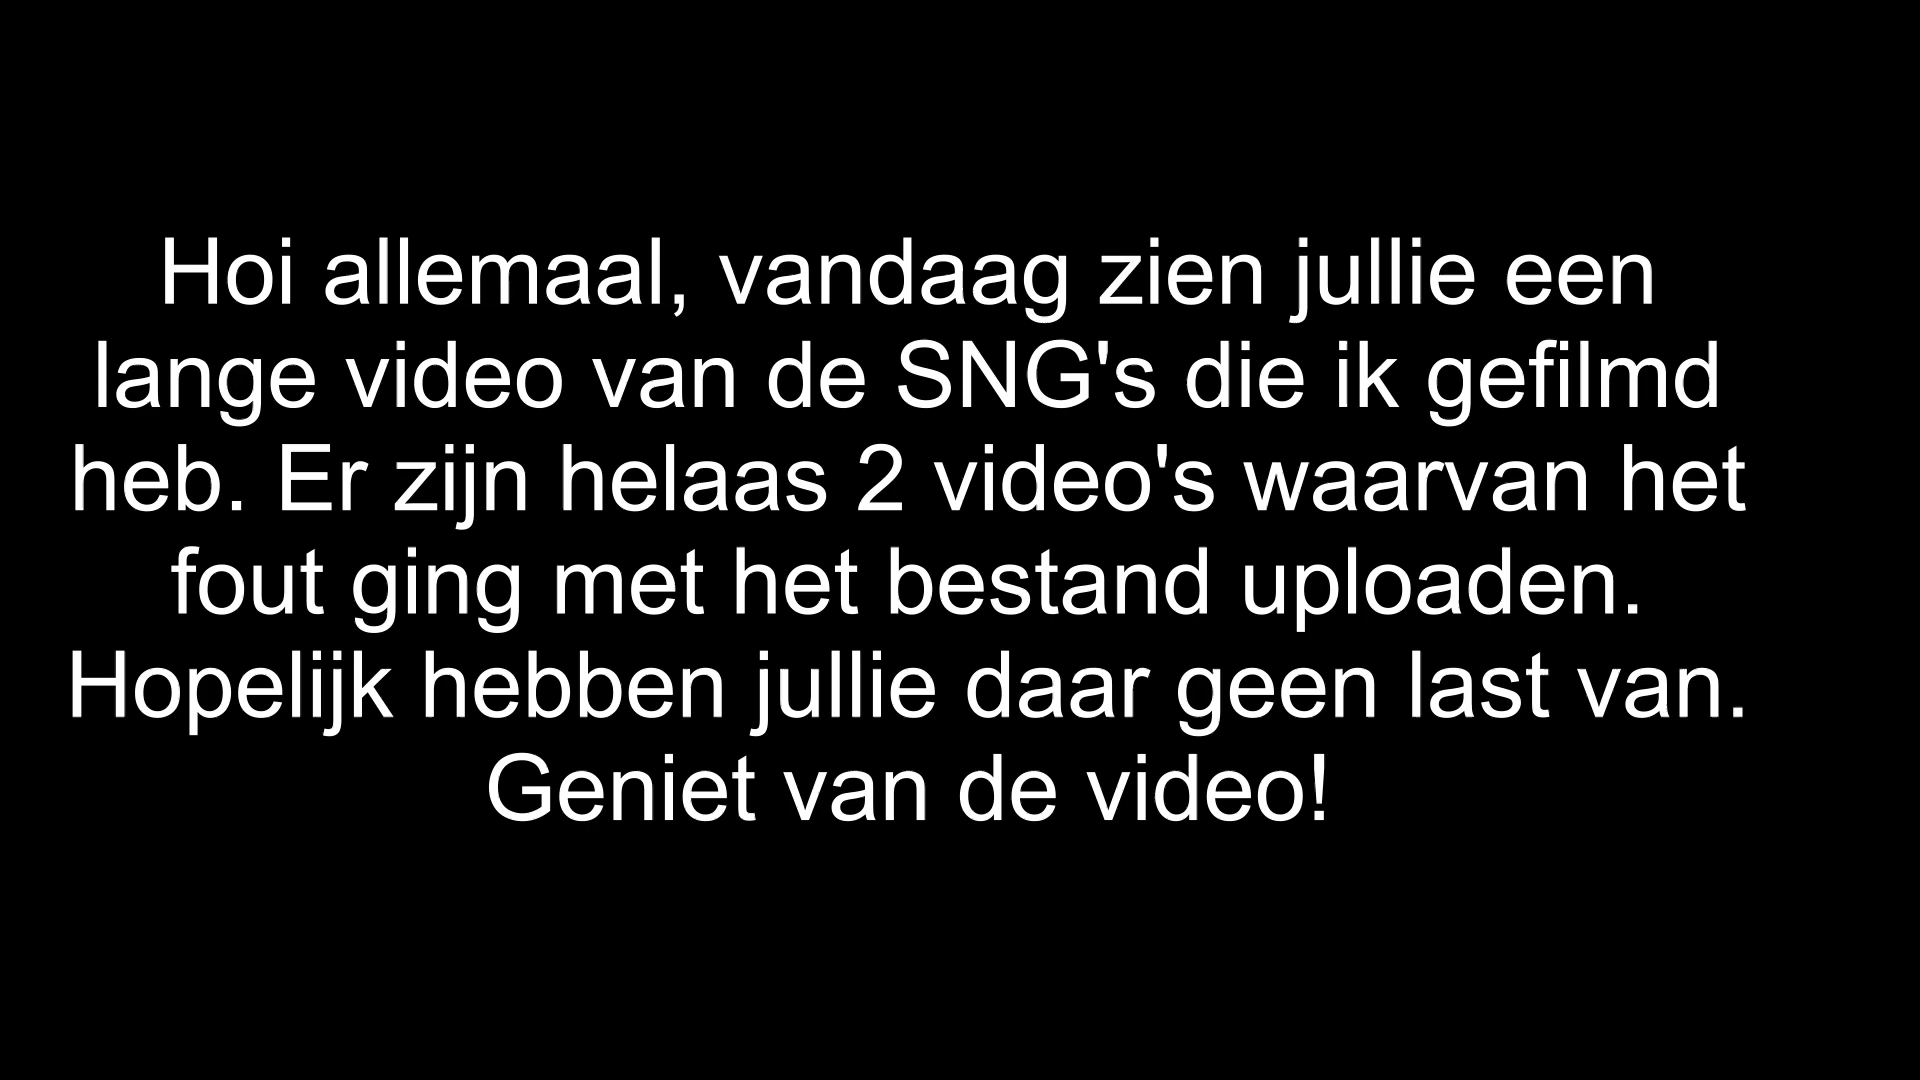 Hoi allemaal, vandaag zien jullie een
lange video van de SNG's die ik gefilmd
heb. Er zijn helaas 2 video's waarvan het
fout ging met het bestand uploaden.
Hopelijk hebben jullie daar geen last van.
Geniet van de video!